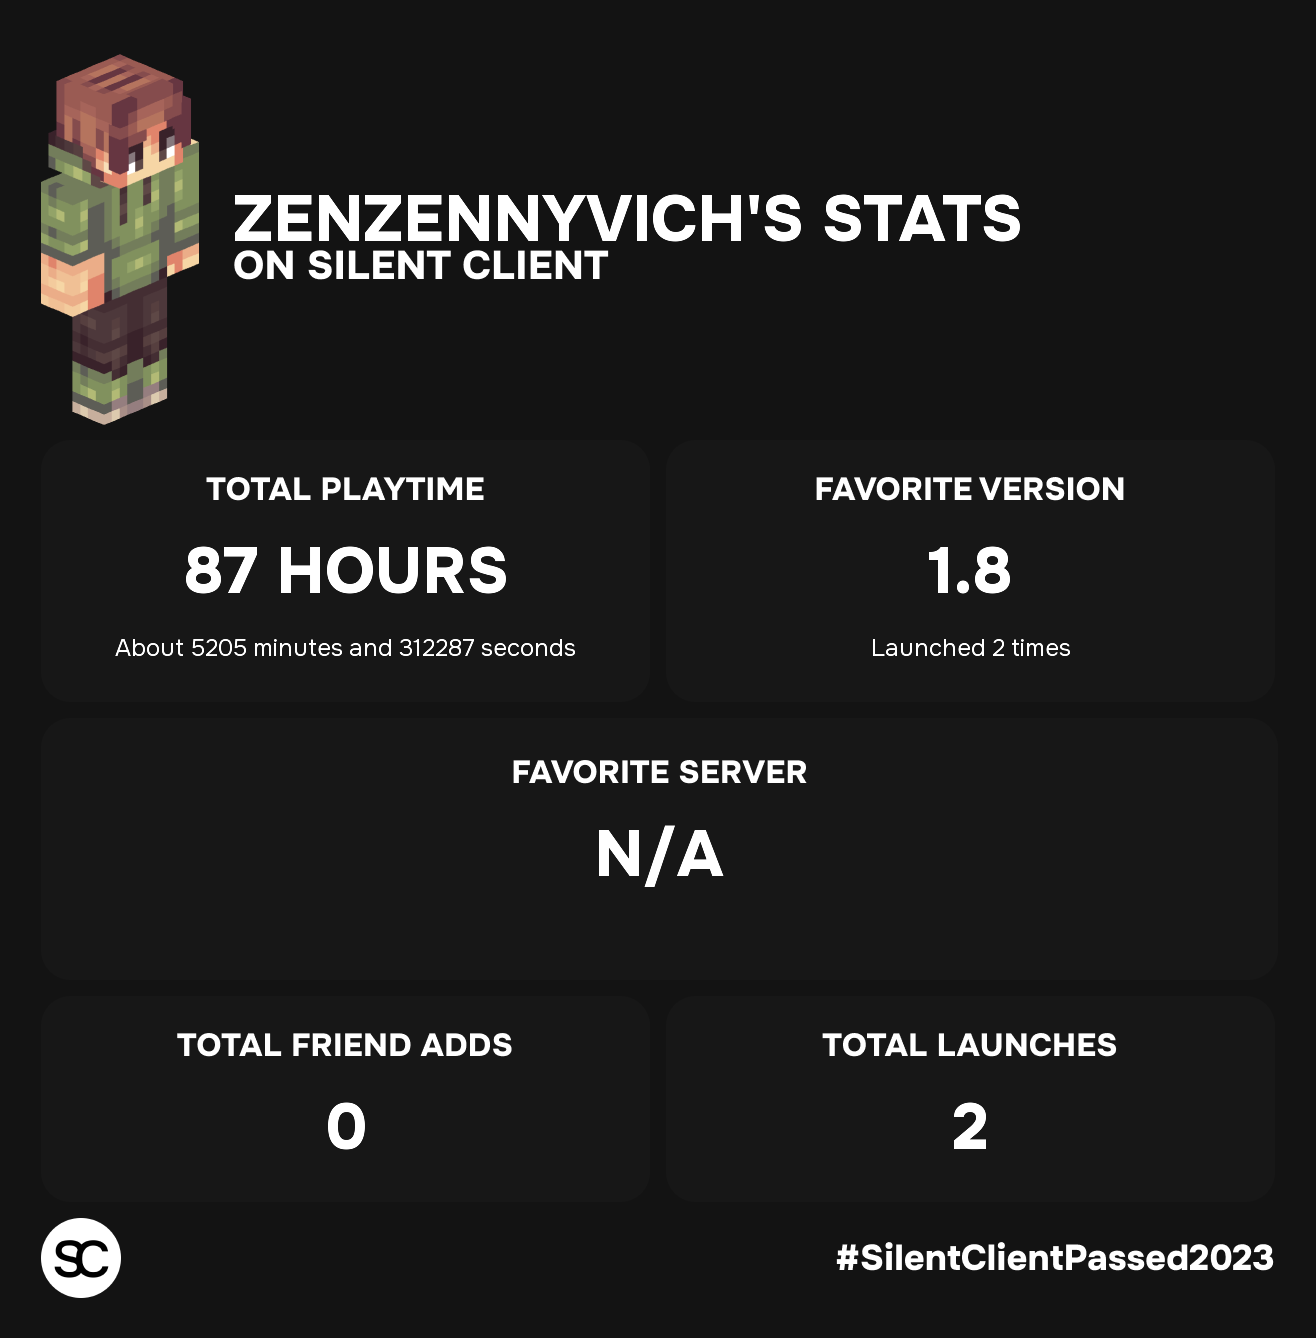 ZENZENNYVICH'S STATS
ON SILENT CLIENT
TOTAL PLAYTIME
87 HOURS
About 5205 minutes and 312287 seconds
FAVORITE VERSION
1.8
Launched 2 times
FAVORITE SERVER
N/A
TOTAL FRIEND ADDS
0
TOTAL LAUNCHES
2
SC
#SilentClientPassed2023